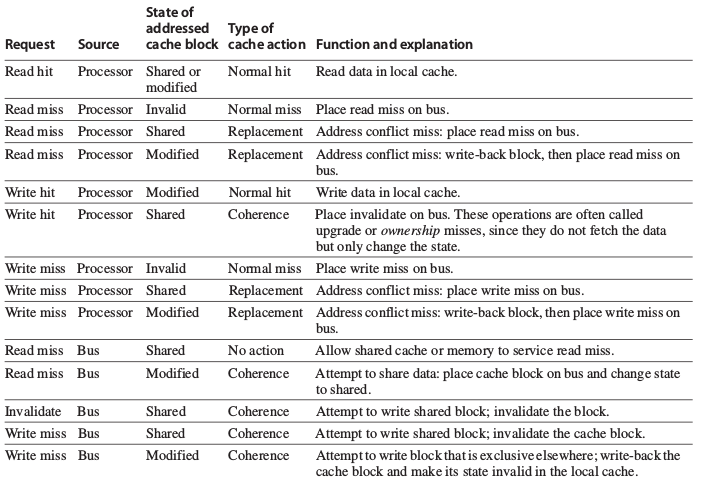 State of
addressed Type of
Request Source cache block cache action Function and explanation
Read hit Processor Shared or Normal hit Read data in local cache.
modified
Read miss Processor Invalid Normal miss Place read miss on bus.
Read miss Processor Shared Replacement Address conflict miss: place read miss on bus.
Read miss Processor Modified Replacement Address conflict miss: write-back block, then place read miss on
bus.
Write hit Processor Modified Normal hit Write data in local cache.
Write hit Processor Shared Coherence Place invalidate on bus. These operations are often called
upgrade or ownership misses, since they do not fetch the data
but only change the state.
Write miss Processor Invalid Normal miss Place write miss on bus.
Write miss Processor Shared Replacement Address conflict miss: place write miss on bus.
Write miss Processor Modified Replacement Address conflict miss: write-back block, then place write miss on
bus.
Read miss Bus Shared No action Allow shared cache or memory to service read miss.
Read miss Bus Modified Coherence Attempt to share data: place cache block on bus and change state
to shared.
Invalidate Bus Shared Coherence Attempt to write shared block; invalidate the block.
Write miss Bus Shared Coherence Attempt to write shared block; invalidate the cache block.
Write miss Bus Modified Coherence Attempt to write block that is exclusive elsewhere; write-back the
cache block and make its state invalid in the local cache.